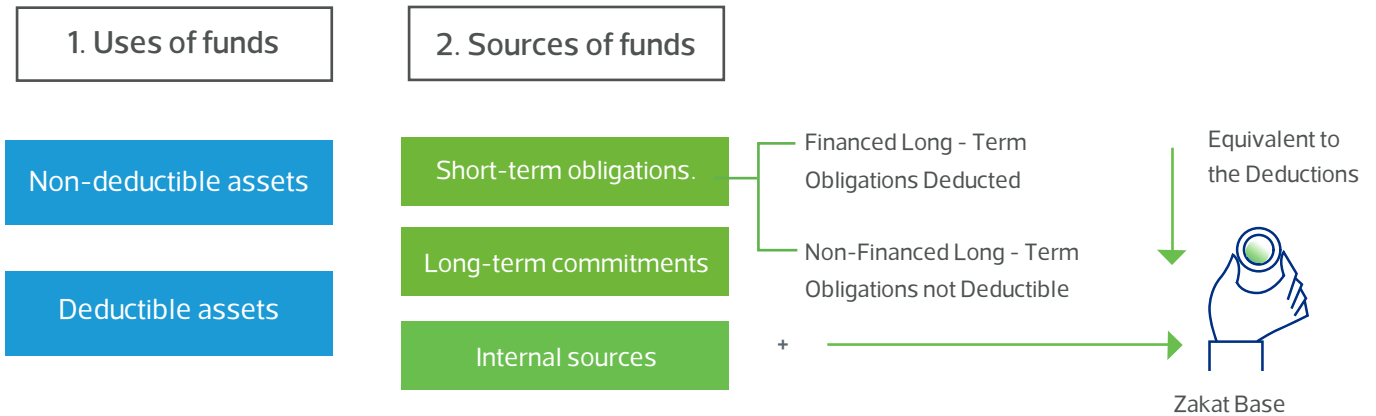 1. Uses of funds
2. Sources of funds
Non-deductible assets
Deductible assets
Short-term obligations.
Long-term commitments
Internal sources
Financed Long - Term
Obligations Deducted
Non-Financed Long - Term
Obligations not Deductible
+
Equivalent to
the Deductions
Zakat Base